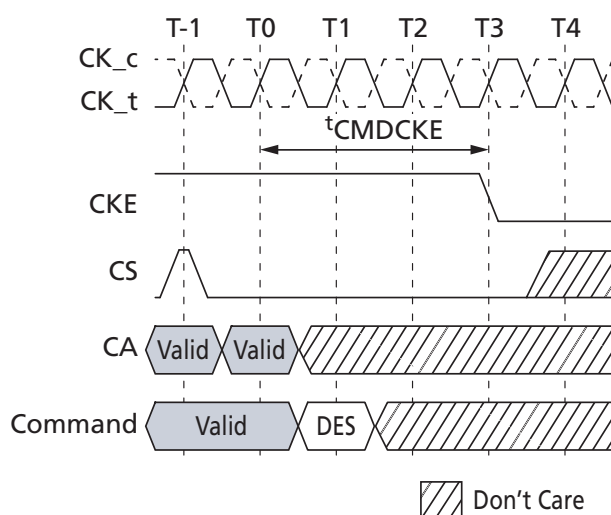 T-1 T0 T1 T2 T3 T4
CK_c
CK_t
tCMDCKE
CKE
CS
CA Valid Valid
Command Valid DES
Don't Care